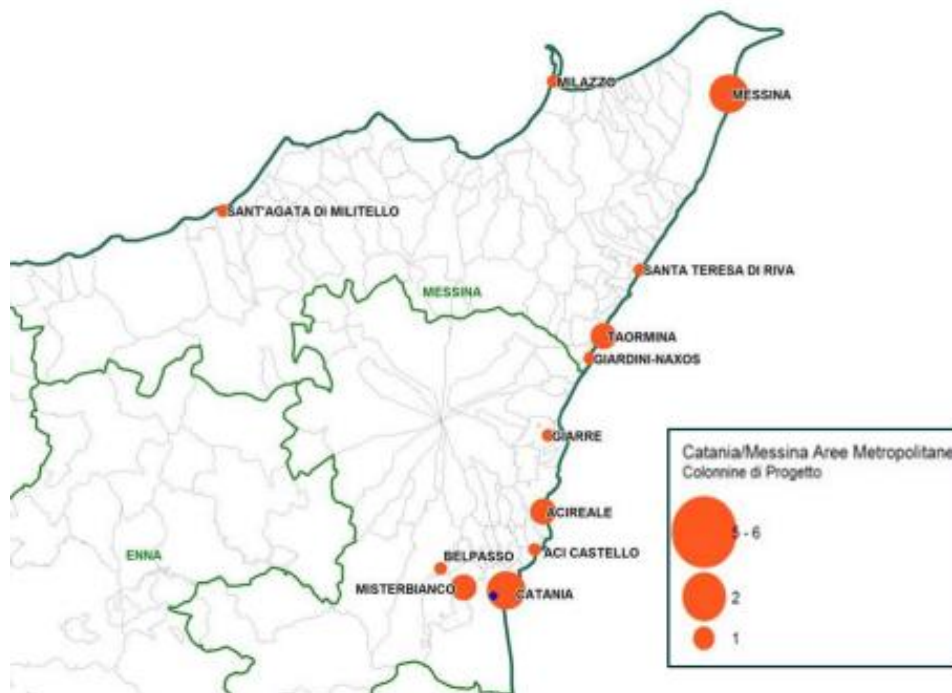 MILAZZO
MESSINA
SANT'AGATA DI MILITELLO
SANTA TERESA DI RIVA
MESSINA
TAORMINA
GIARDINI-NAXOS
GIARRE
Catania/Messina Aree Metropolitane
Colonnine di Progetto
5 - 6
2
1
ACIREALE
ACI CASTELLO
ENNA
BELPASSO
MISTERBIANCO
CATANIA